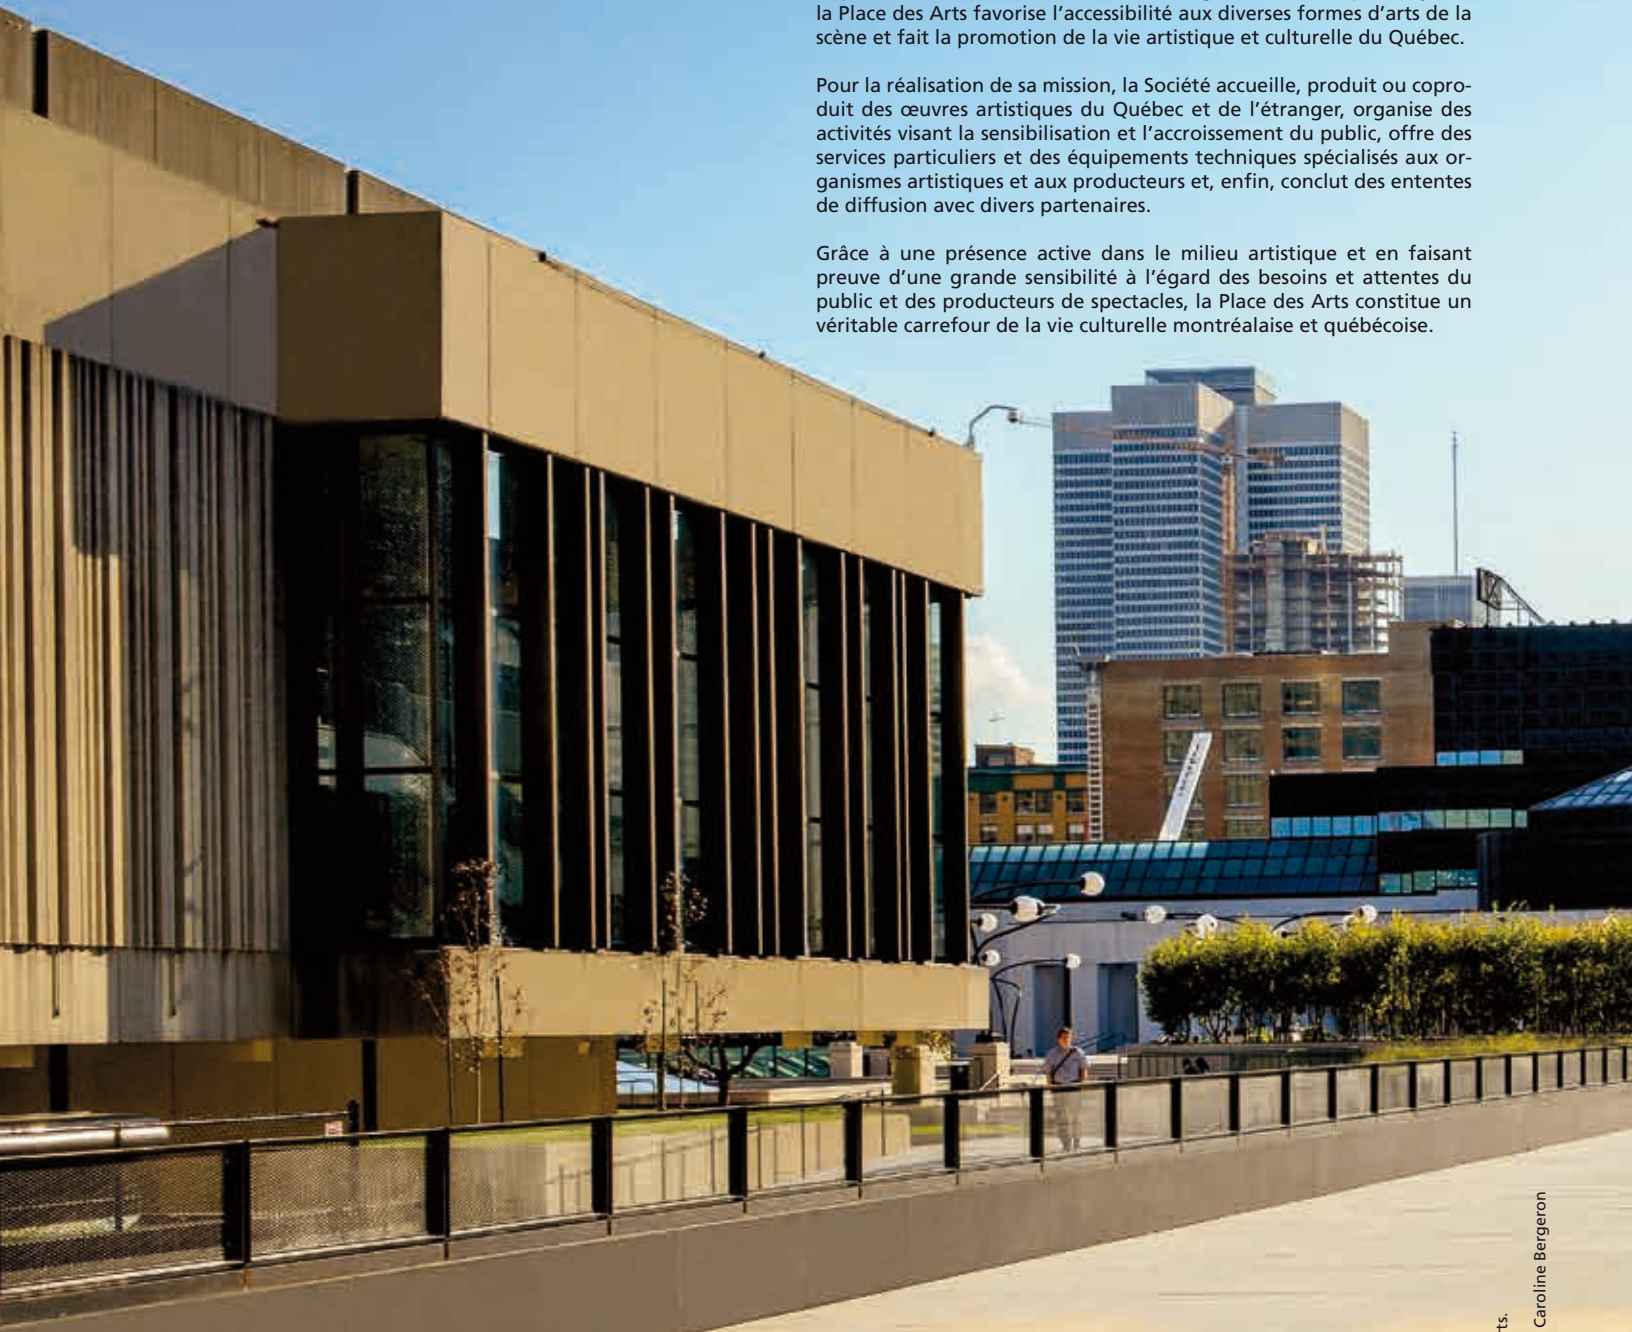 la Place des Arts favorise l’accessibilité aux diverses formes d’arts de la
scène et fait la promotion de la vie artistique et culturelle du Québec.
Pour la réalisation de sa mission, la Société accueille, produit ou copro-
duit des œuvres artistiques du Québec et de l’étranger, organise des
activités visant la sensibilisation et l’accroissement du public, offre des
services particuliers et des équipements techniques spécialisés aux or-
ganismes artistiques et aux producteurs et, enfin, conclut des ententes
de diffusion avec divers partenaires.
Grâce à une présence active dans le milieu artistique et en faisant
preuve d’une grande sensibilité à l’égard des besoins et attentes du
public et des producteurs de spectacles, la Place des Arts constitue un
véritable carrefour de la vie culturelle montréalaise et québécoise.
ts.
Caroline Bergeron